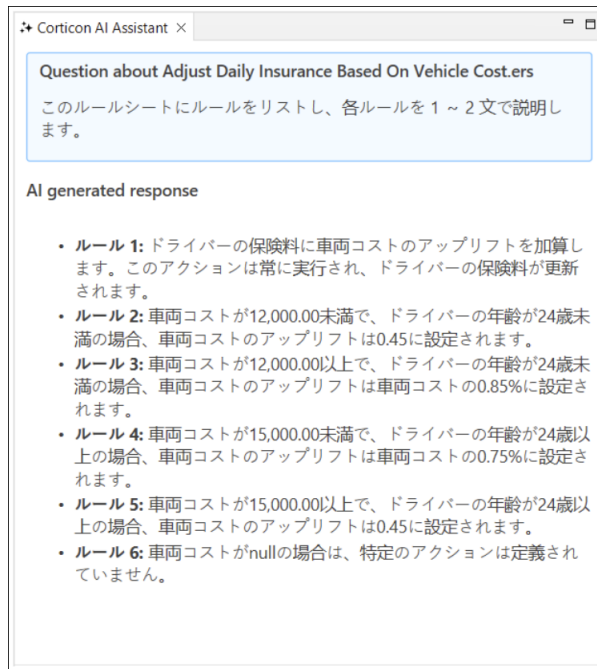 Corticon AI Assistant
Question about Adjust Daily Insurance Based On Vehicle Cost.ers
このルールシートにルールをリストし、各ルールを 1 ~ 2 文で説明し
ます。
AI generated response
• ルール 1: ドライバーの保険料に車両コストのアップリフトを加算し
ます。このアクションは常に実行され、ドライバーの保険料が更新
されます。
• ルール 2: 車両コストが12,000.00未満で、ドライバーの年齢が24歳未
満の場合、車両コストのアップリフトは0.45に設定されます。
• ルール 3: 車両コストが12,000.00以上で、ドライバーの年齢が24歳未
満の場合、車両コストのアップリフトは車両コストの0.85%に設定さ
れます。
• ルール 4: 車両コストが15,000.00未満で、ドライバーの年齢が24歳以
上の場合、車両コストのアップリフトは車両コストの0.75%に設定さ
れます。
• ルール 5: 車両コストが15,000.00以上で、ドライバーの年齢が24歳以
上の場合、車両コストのアップリフトは0.45に設定されます。
• ルール 6: 車両コストがnullの場合は、特定のアクションは定義され
ていません。